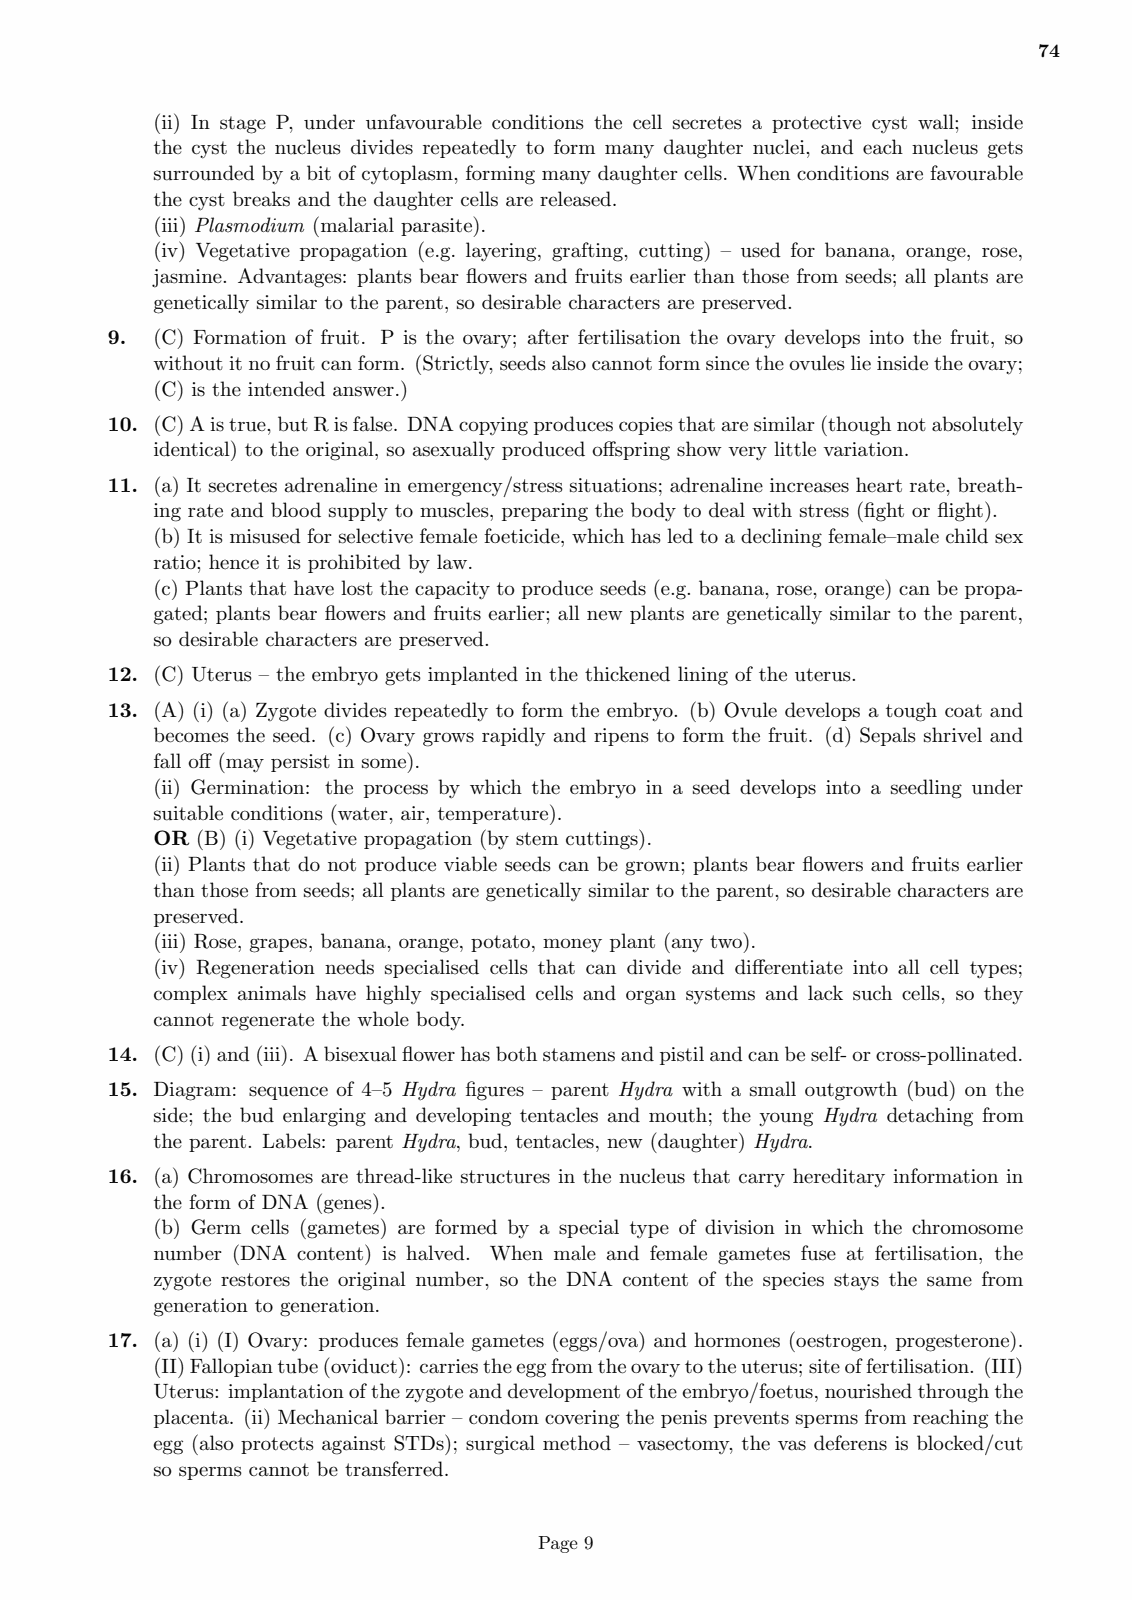 74
(ii) In stage P, under unfavourable conditions the cell secretes a protective cyst wall; inside
the cyst the nucleus divides repeatedly to form many daughter nuclei, and each nucleus gets
surrounded by a bit of cytoplasm, forming many daughter cells. When conditions are favourable
the cyst breaks and the daughter cells are released.
(iii) Plasmodium (malarial parasite).
(iv) Vegetative propagation (e.g. layering, grafting, cutting) – used for banana, orange, rose,
jasmine. Advantages: plants bear flowers and fruits earlier than those from seeds; all plants are
genetically similar to the parent, so desirable characters are preserved.
9. (C) Formation of fruit. P is the ovary; after fertilisation the ovary develops into the fruit, so
without it no fruit can form. (Strictly, seeds also cannot form since the ovules lie inside the ovary;
(C) is the intended answer.)
10. (C) A is true, but R is false. DNA copying produces copies that are similar (though not absolutely
identical) to the original, so asexually produced offspring show very little variation.
11. (a) It secretes adrenaline in emergency/stress situations; adrenaline increases heart rate, breath-
ing rate and blood supply to muscles, preparing the body to deal with stress (fight or flight).
(b) It is misused for selective female foeticide, which has led to a declining female–male child sex
ratio; hence it is prohibited by law.
(c) Plants that have lost the capacity to produce seeds (e.g. banana, rose, orange) can be propa-
gated; plants bear flowers and fruits earlier; all new plants are genetically similar to the parent,
so desirable characters are preserved.
12. (C) Uterus – the embryo gets implanted in the thickened lining of the uterus.
13. (A) (i) (a) Zygote divides repeatedly to form the embryo. (b) Ovule develops a tough coat and
becomes the seed. (c) Ovary grows rapidly and ripens to form the fruit. (d) Sepals shrivel and
fall off (may persist in some).
(ii) Germination: the process by which the embryo in a seed develops into a seedling under
suitable conditions (water, air, temperature).
OR (B) (i) Vegetative propagation (by stem cuttings).
(ii) Plants that do not produce viable seeds can be grown; plants bear flowers and fruits earlier
than those from seeds; all plants are genetically similar to the parent, so desirable characters are
preserved.
(iii) Rose, grapes, banana, orange, potato, money plant (any two).
(iv) Regeneration needs specialised cells that can divide and differentiate into all cell types;
complex animals have highly specialised cells and organ systems and lack such cells, so they
cannot regenerate the whole body.
14. (C) (i) and (iii). A bisexual flower has both stamens and pistil and can be self- or cross-pollinated.
15. Diagram: sequence of 4–5 Hydra figures – parent Hydra with a small outgrowth (bud) on the
side; the bud enlarging and developing tentacles and mouth; the young Hydra detaching from
the parent. Labels: parent Hydra, bud, tentacles, new (daughter) Hydra.
16. (a) Chromosomes are thread-like structures in the nucleus that carry hereditary information in
the form of DNA (genes).
(b) Germ cells (gametes) are formed by a special type of division in which the chromosome
number (DNA content) is halved. When male and female gametes fuse at fertilisation, the
zygote restores the original number, so the DNA content of the species stays the same from
generation to generation.
17. (a) (i) (I) Ovary: produces female gametes (eggs/ova) and hormones (oestrogen, progesterone).
(II) Fallopian tube (oviduct): carries the egg from the ovary to the uterus; site of fertilisation. (III)
Uterus: implantation of the zygote and development of the embryo/foetus, nourished through the
placenta. (ii) Mechanical barrier – condom covering the penis prevents sperms from reaching the
egg (also protects against STDs); surgical method – vasectomy, the vas deferens is blocked/cut
so sperms cannot be transferred.
Page 9